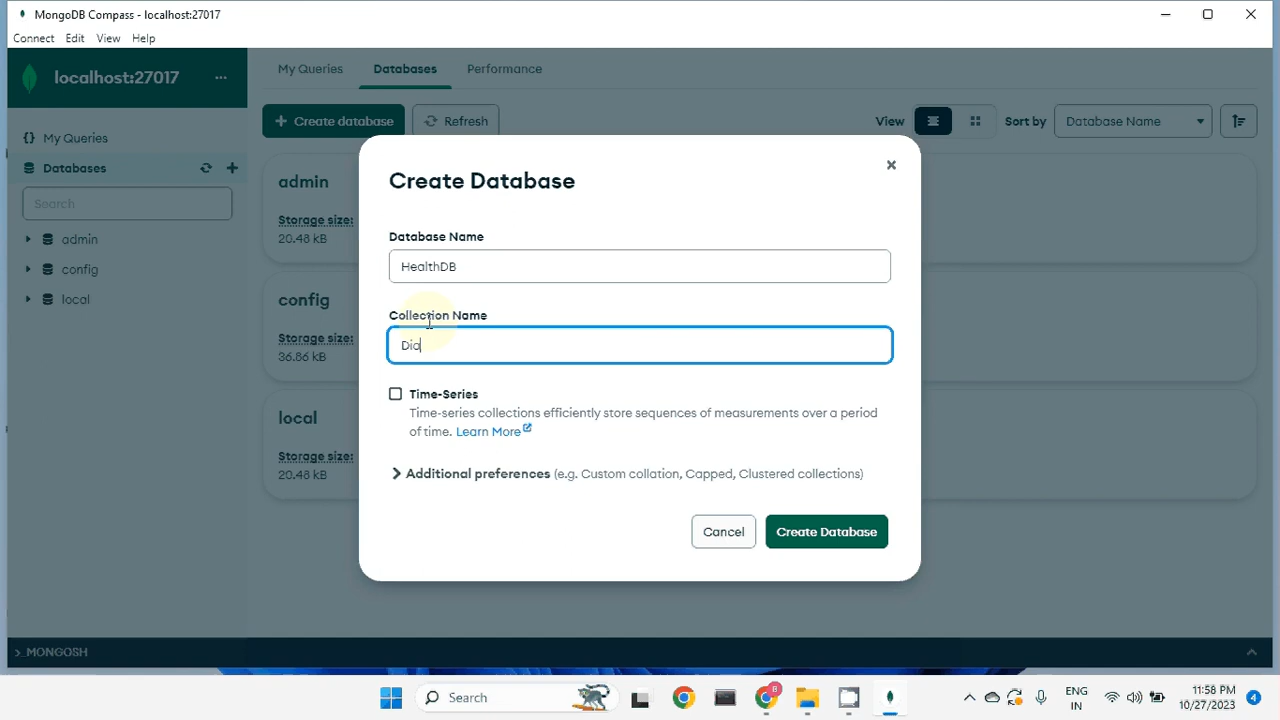 MongoDB Compass - localhost:27017
Connect Edit View Help
localhost:27017 ...
My Queries Databases Performance
+ Create database Refresh View Sort by Database Name
{} My Queries
Databases
Search
admin
config
local
admin
Storage size:
20.48 kB
config
Storage size:
36.86 kB
local
Storage size:
20.48 kB
Create Database
Database Name
HealthDB
Collection Name
Dia
Time-Series
Time-series collections efficiently store sequences of measurements over a period
of time. Learn More
Additional preferences (e.g. Custom collation, Capped, Clustered collections)
Cancel Create Database
>_MONGOSH
Search
8
ENG
IN
11:58 PM
10/27/2023
4